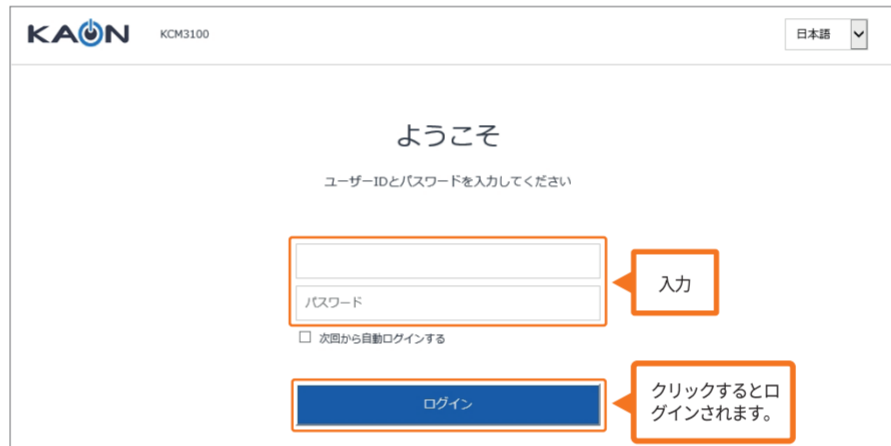 KAON KCM3100 日本語
ようこそ
ユーザーIDとパスワードを入力してください
入力
パスワード
次回から自動ログインする
ログイン
クリックするとロ
グインされます。